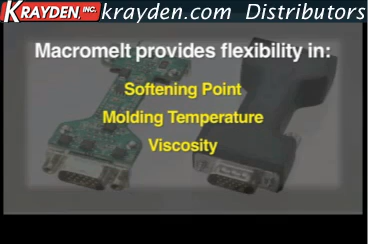 KRAYDEN, INC. krayden.com Distributors
Macromelt provides flexibility in:
Softening Point
Molding Temperature
Viscosity